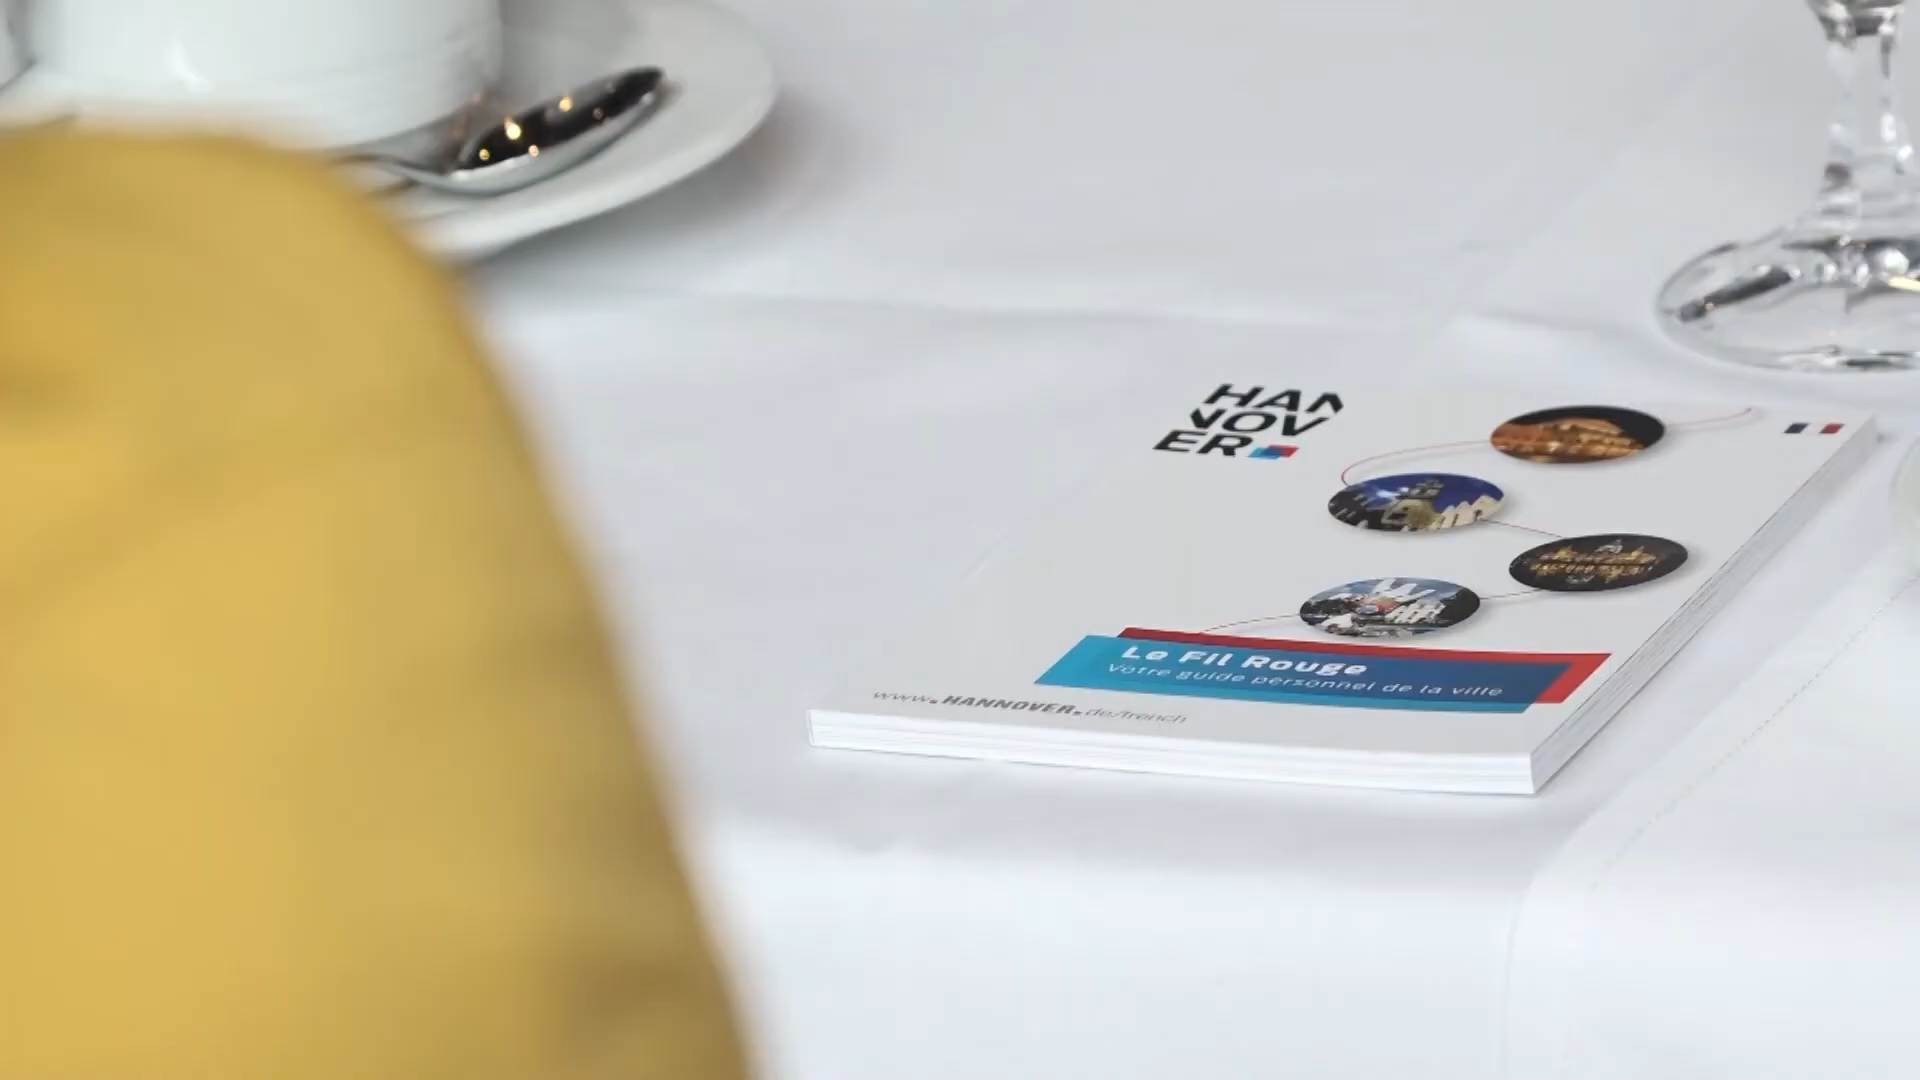 HAN
NOV
ER
Le Fil Rouge
Votre guide personnel de la ville
www.HANNOVER.de/french